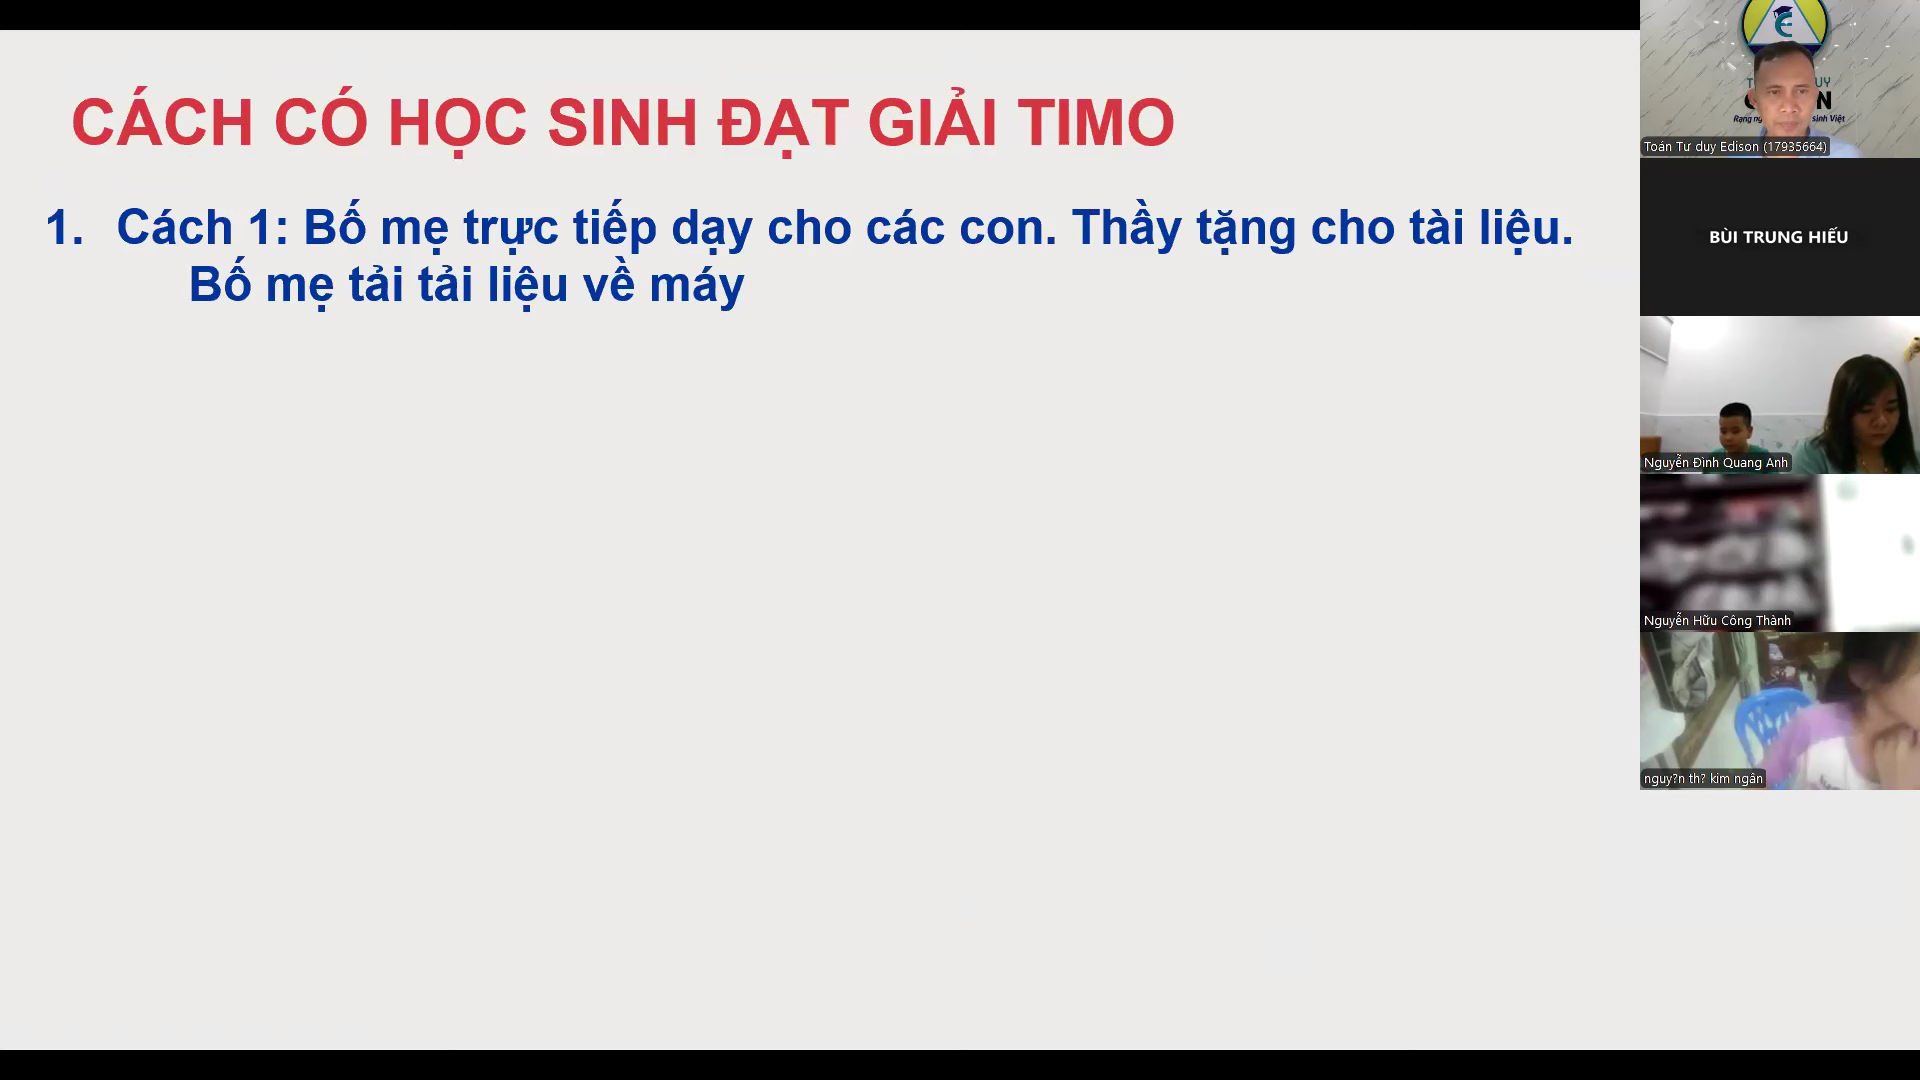 CÁCH CÓ HỌC SINH ĐẠT GIẢI TIMO
1. Cách 1: Bố mẹ trực tiếp dạy cho các con. Thầy tặng cho tài liệu.
Bố mẹ tải tải liệu về máy
Toán Tư duy Edison (17935664)
BÙI TRUNG HIẾU
Nguyễn Đình Quang Anh
Nguyễn Hữu Công Thành
nguy?n th? kim ngân